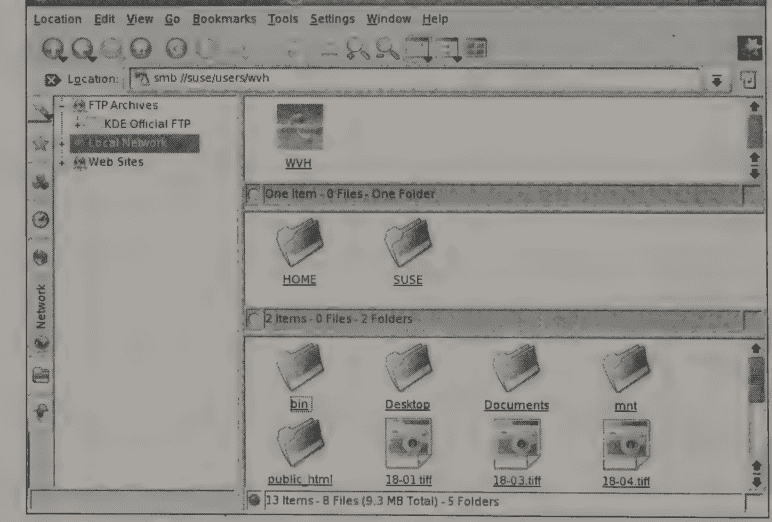 Location Edit View Go Bookmarks Tools Settings Window Help
Location: smb //suse/users/wvh
FTP Archives
KDE Official FTP
Local Network
Web Sites
Network
WVH
One Item - 0 Files - One Folder
HOME SUSE
2 Items - 0 Files - 2 Folders
bin Desktop Documents mnt
public_html 18-01 tiff 18-03.tiff 18-04.tiff
13 Items - 8 Files (9.3 MB Total) - 5 Folders